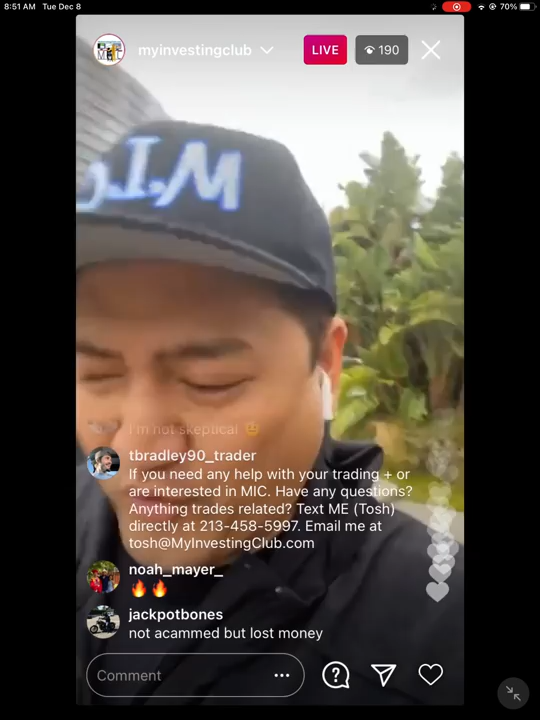 8:51 AM Tue Dec 8
70%
myinvestingclub
LIVE
190
M.I.C
I'm not skeptical 😃
tbradley90_trader
If you need any help with your trading + or
are interested in MIC. Have any questions?
Anything trades related? Text ME (Tosh)
directly at 213-458-5997. Email me at
tosh@MyInvestingClub.com
noah_mayer_
🔥🔥
jackpotbones
not acammed but lost money
Comment